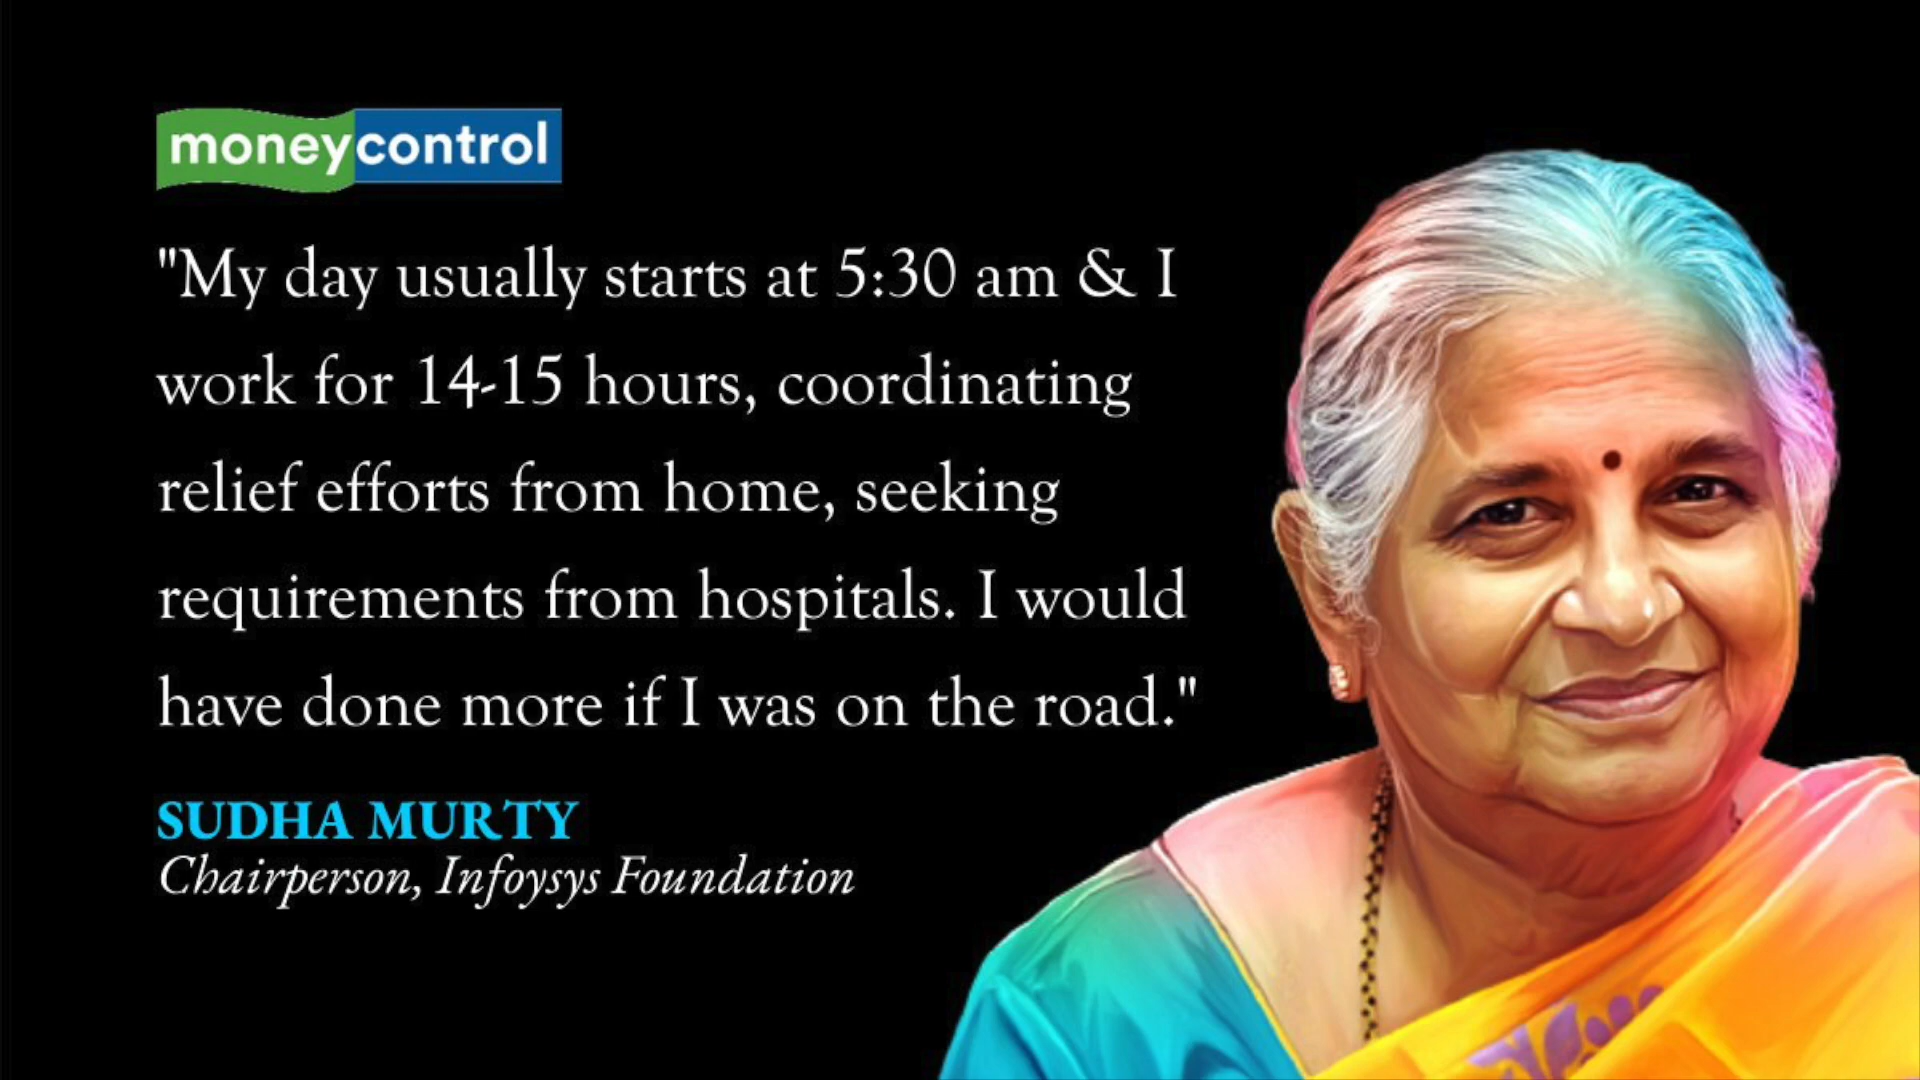 moneycontrol
"My day usually starts at 5:30 am & I
work for 14-15 hours, coordinating
relief efforts from home, seeking
requirements from hospitals. I would
have done more if I was on the road."
SUDHA MURTY
Chairperson, Infoysys Foundation